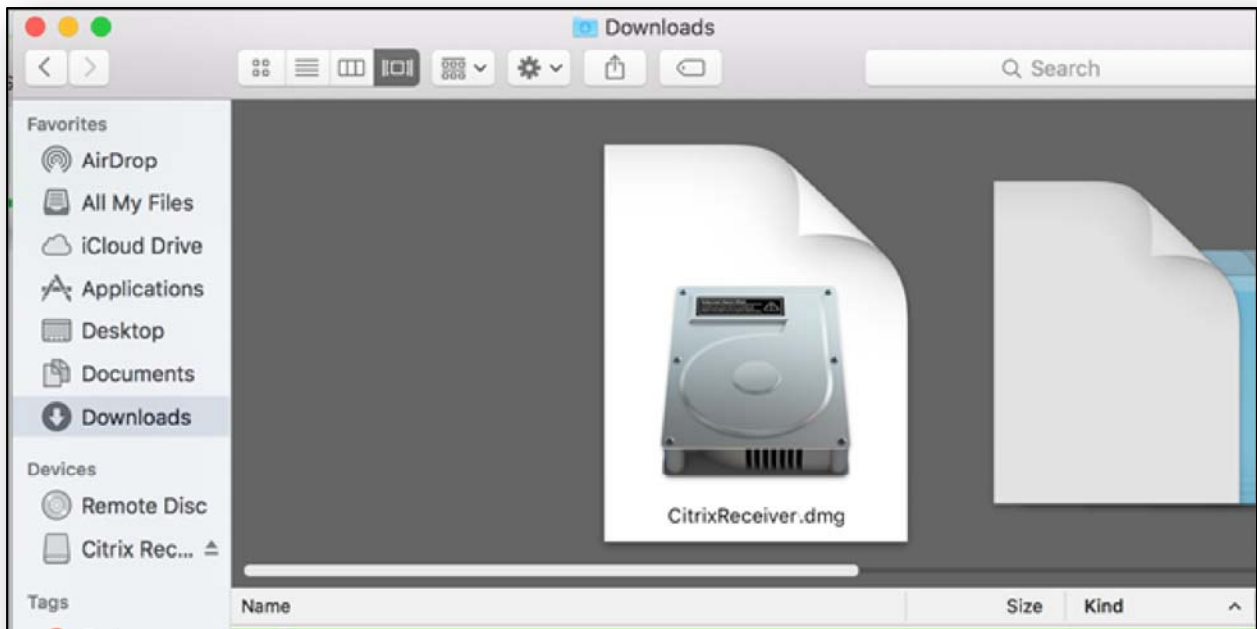 Downloads
Search
Favorites
AirDrop
All My Files
iCloud Drive
Applications
Desktop
Documents
Downloads
Devices
Remote Disc
Citrix Rec...
Tags
CitrixReceiver.dmg
Name
Size
Kind